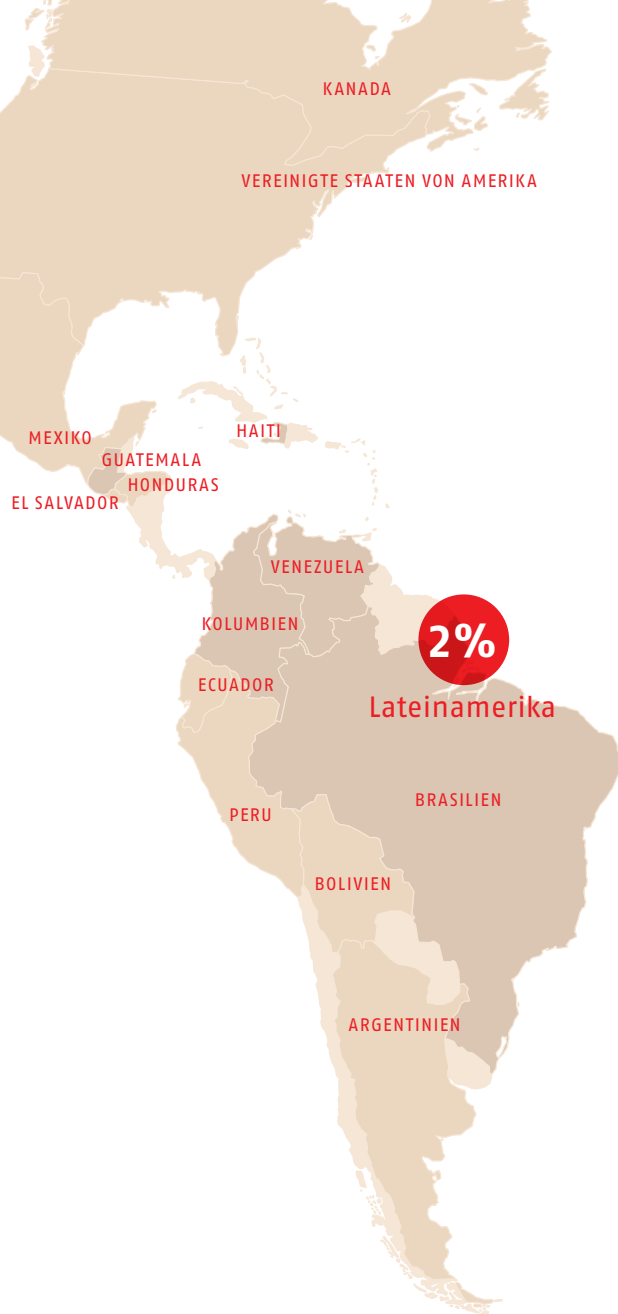 KANADA
VEREINIGTE STAATEN VON AMERIKA
HAITI
MEXIKO
GUATEMALA
HONDURAS
EL SALVADOR
VENEZUELA
KOLUMBIEN
2%
ECUADOR
Lateinamerika
BRASILIEN
PERU
BOLIVIEN
ARGENTINIEN